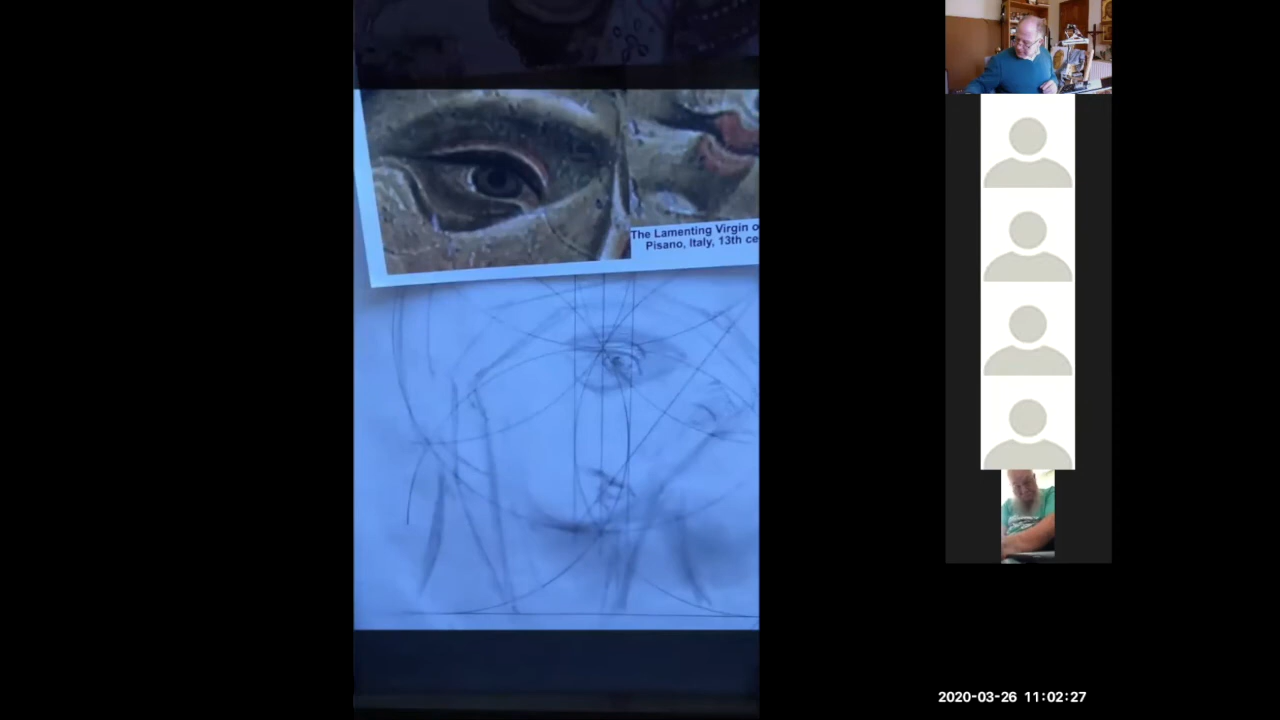 The Lamenting Virgin o
Pisano, Italy, 13th ce
2020-03-26 11:02:27